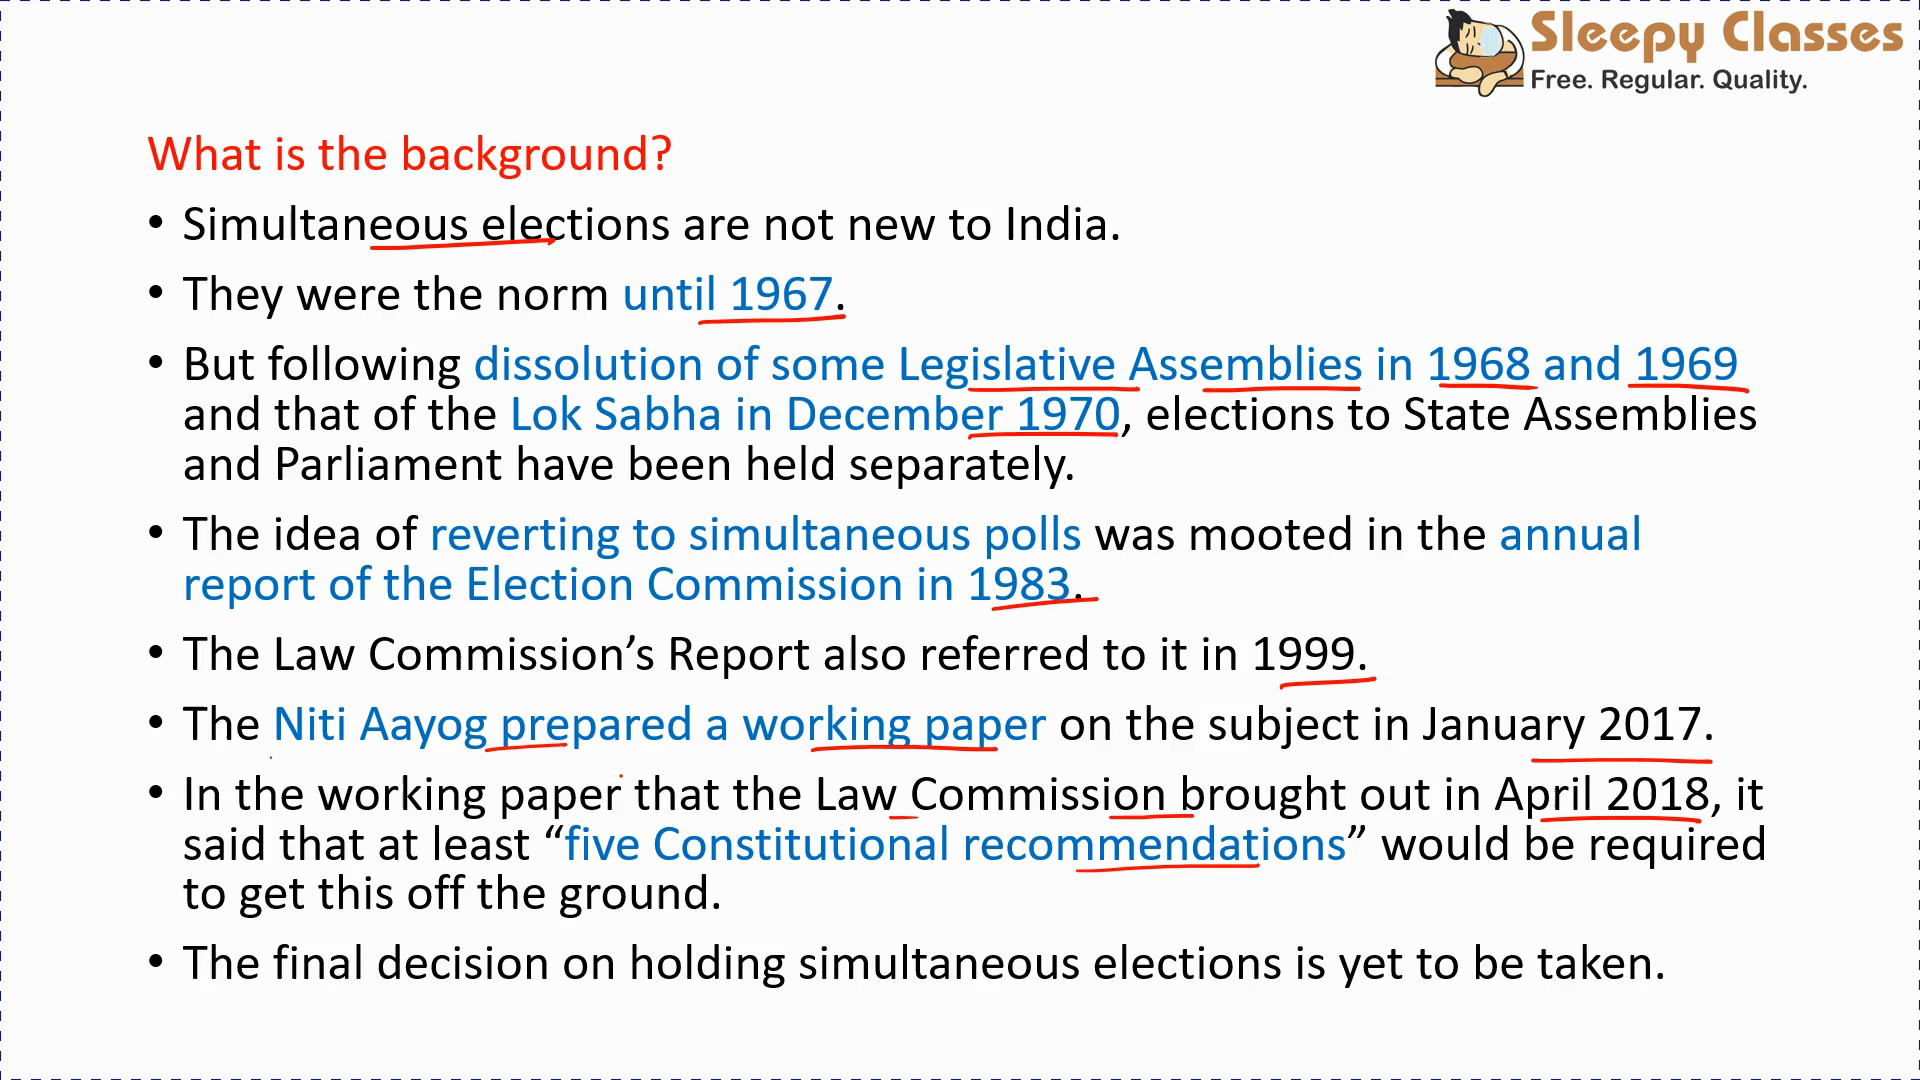 Sleepy Classes
Free. Regular. Quality.
What is the background?
• Simultaneous elections are not new to India.
• They were the norm until 1967.
• But following dissolution of some Legislative Assemblies in 1968 and 1969
and that of the Lok Sabha in December 1970, elections to State Assemblies
and Parliament have been held separately.
• The idea of reverting to simultaneous polls was mooted in the annual
report of the Election Commission in 1983.
• The Law Commission’s Report also referred to it in 1999.
• The Niti Aayog prepared a working paper on the subject in January 2017.
• In the working paper that the Law Commission brought out in April 2018, it
said that at least “five Constitutional recommendations” would be required
to get this off the ground.
• The final decision on holding simultaneous elections is yet to be taken.